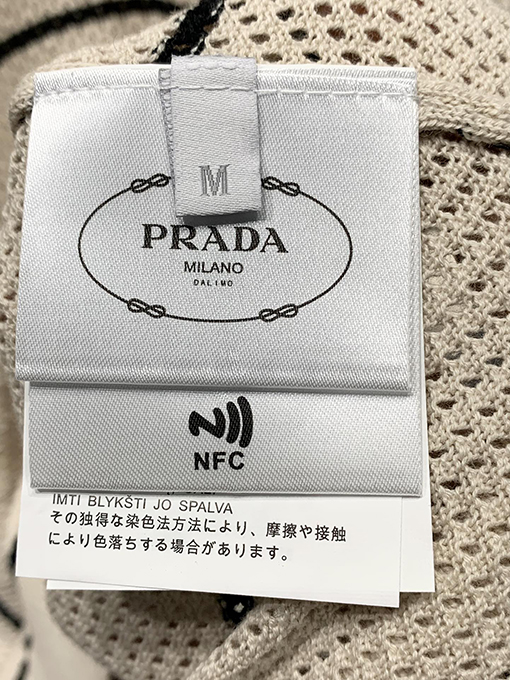 M
PRADA
MILANO
DALIMO
NFC
IMTI BLYKŠTI JO SPALVA
その独得な染色法方法により、摩擦や接触
により色落ちする場合があります。